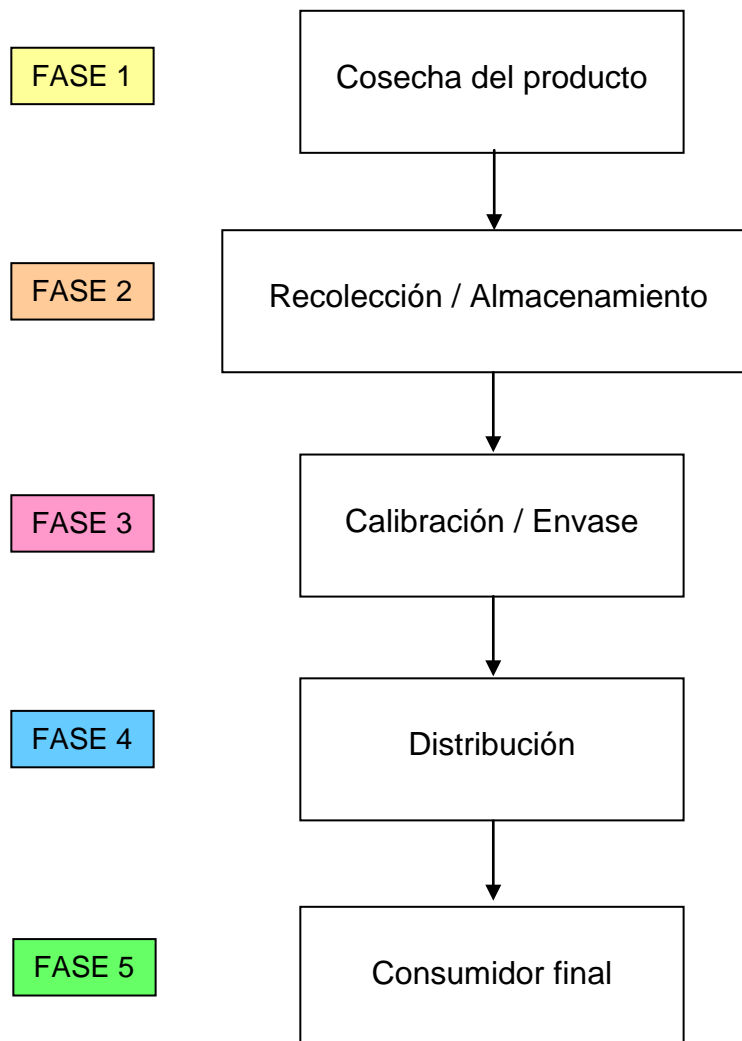 FASE 1
Cosecha del producto
FASE 2
Recolección / Almacenamiento
FASE 3
Calibración / Envase
FASE 4
Distribución
FASE 5
Consumidor final